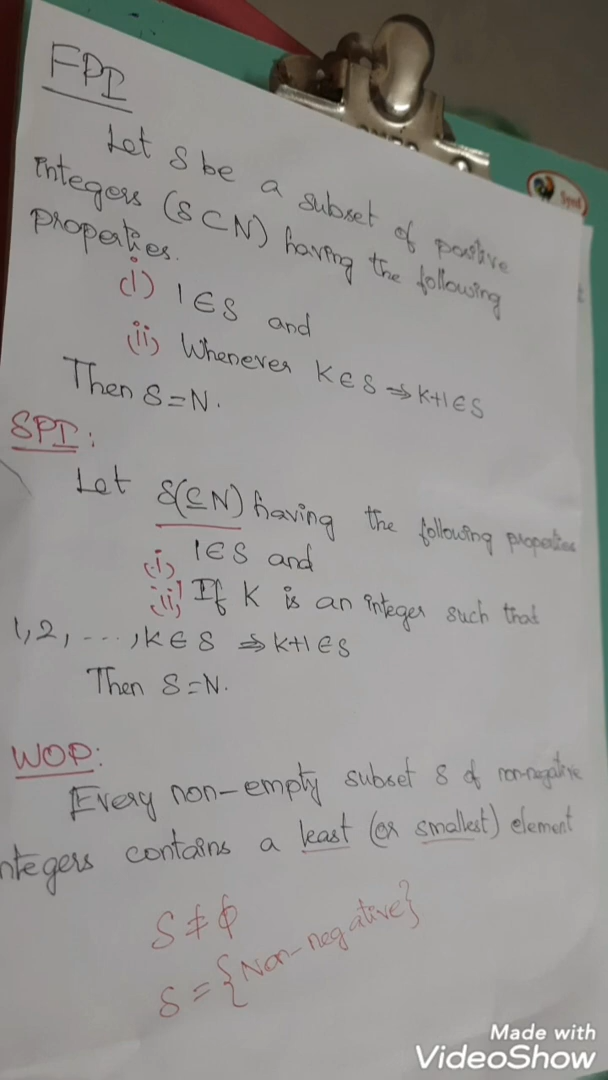 FPI
Let S be a subset of positive
integers (S⊂N) having the following
properties.
(i) 1∈S and
(ii) Whenever K∈S ⇒ K+1∈S
Then S=N.
SPI:
Let S(⊆N) having the following properties
(i) 1∈S and
(ii) If K is an integer such that
1,2, ----,K∈S ⇒ K+1∈S
Then S=N.
WOP:
Every non-empty subset S of non-negative
ntegers contains a least (or smallest) element
S≠ϕ
S={Non-negative}
Made with
VideoShow